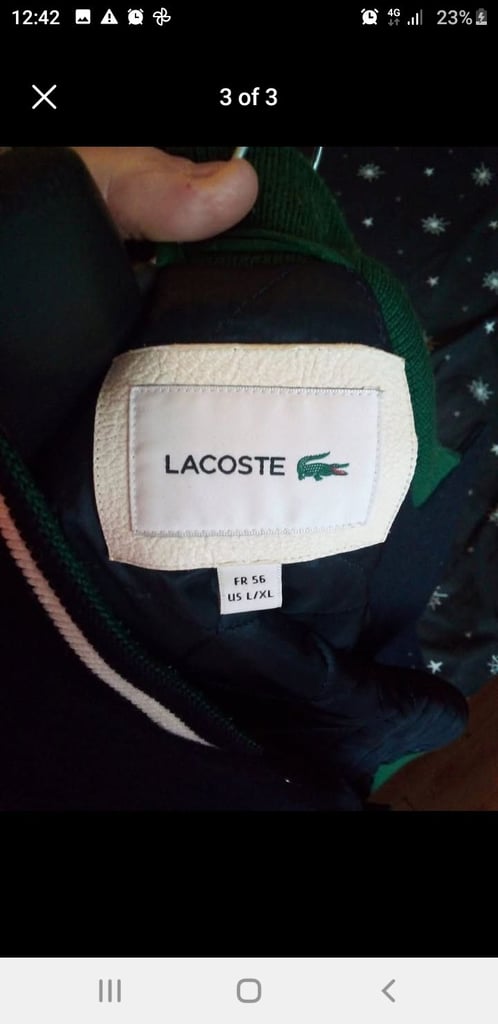 12:42
4G
23%
3 of 3
LACOSTE
FR 56
US L/XL